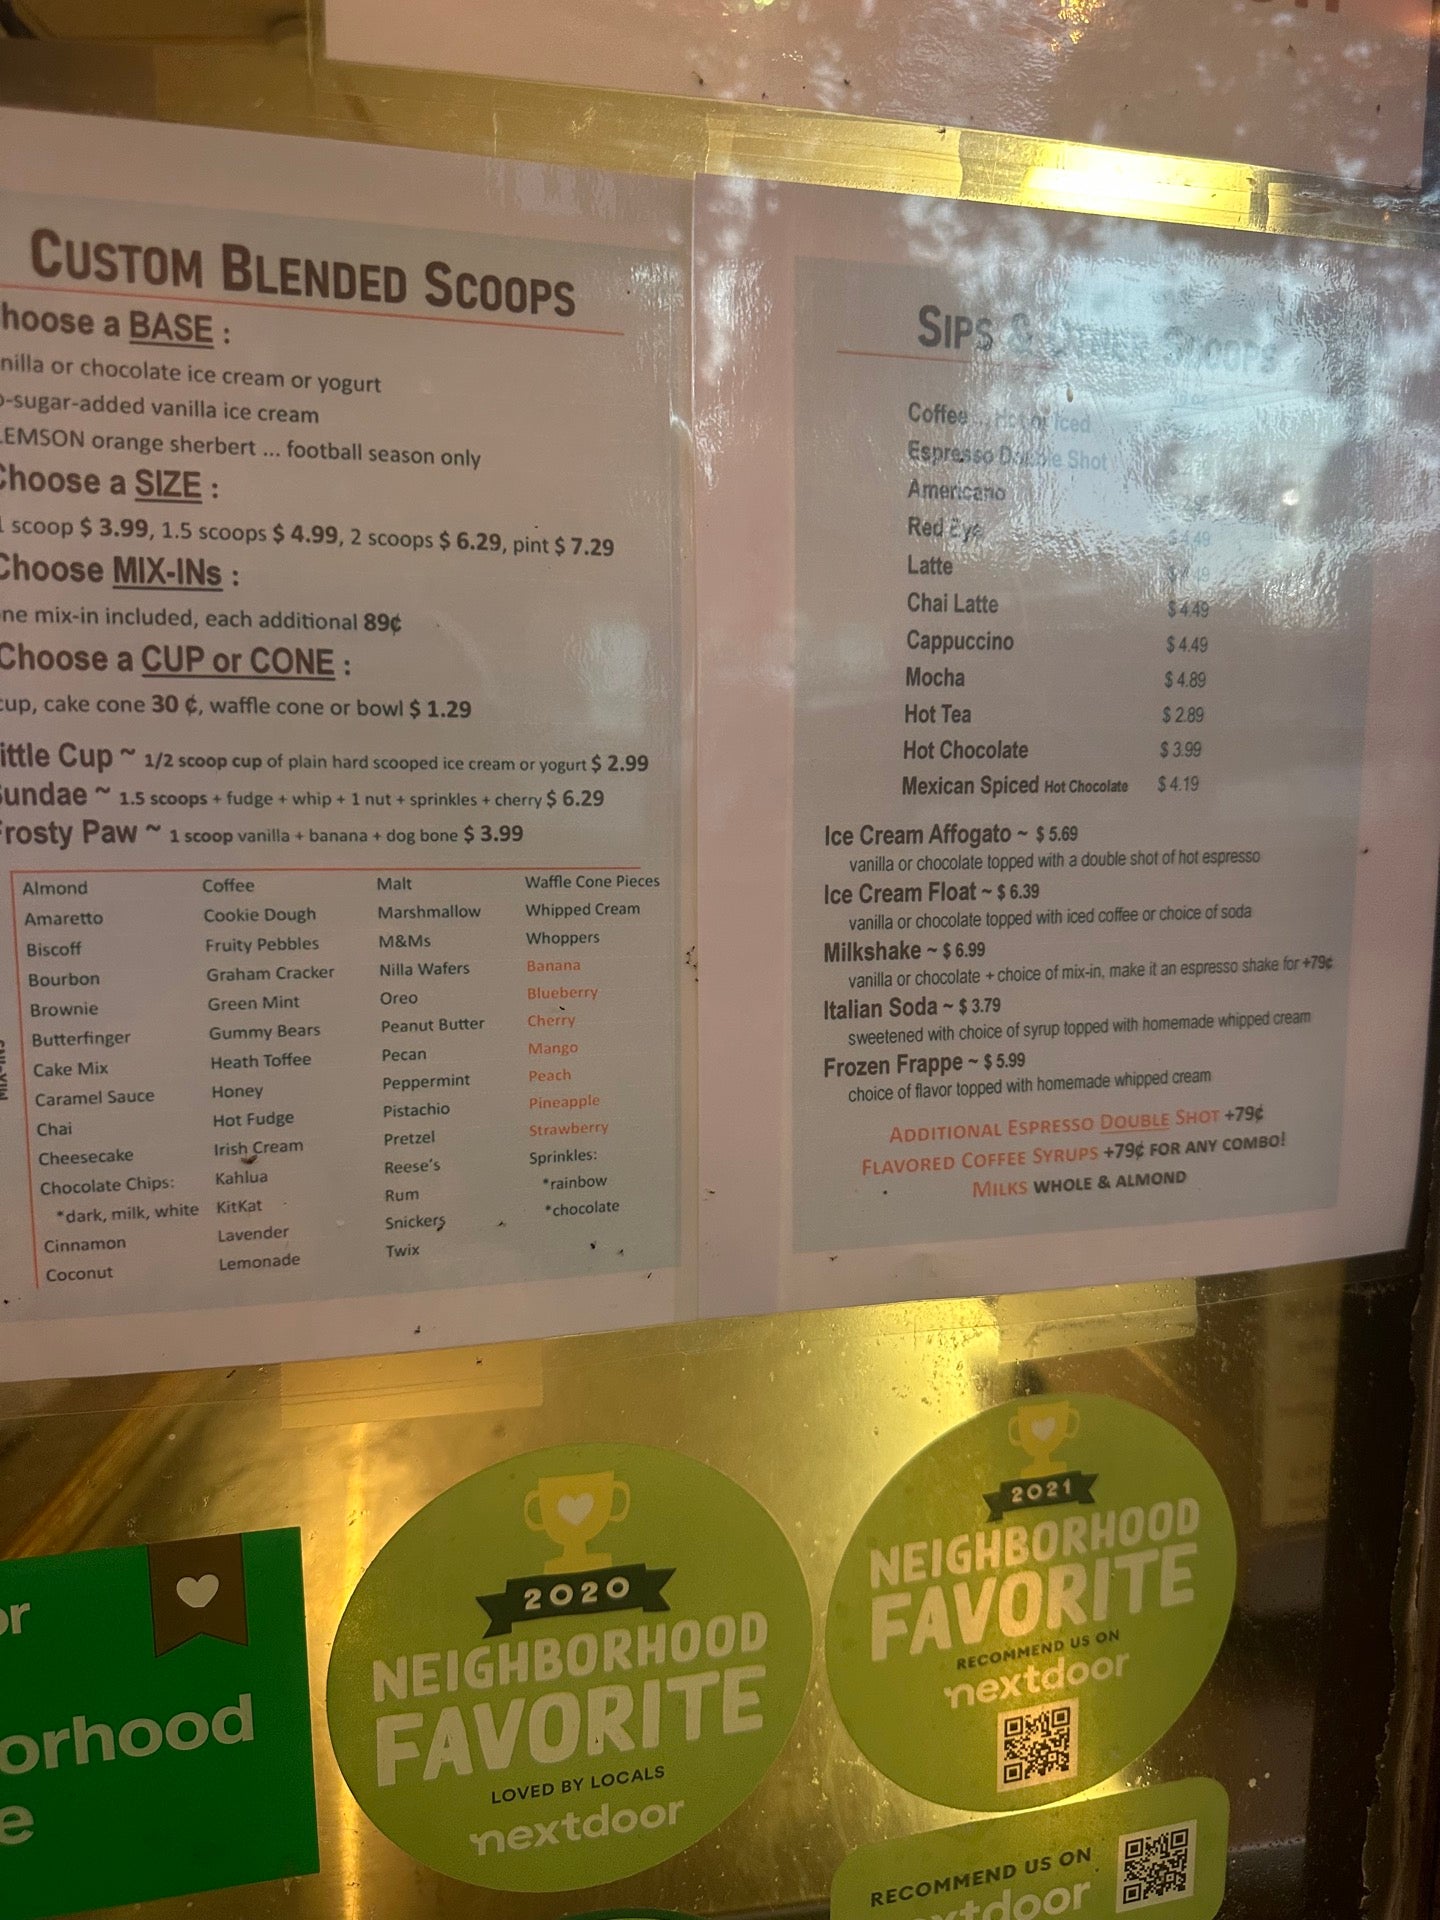 CUSTOM BLENDED SCOOPS
hoose a BASE :
nilla or chocolate ice cream or yogurt
o-sugar-added vanilla ice cream
LEMSON orange sherbert ... football season only
Choose a SIZE :
1 scoop $ 3.99, 1.5 scoops $ 4.99, 2 scoops $ 6.29, pint $ 7.29
Choose MIX-INs :
ne mix-in included, each additional 89¢
Choose a CUP or CONE :
cup, cake cone 30 ¢, waffle cone or bowl $ 1.29
ittle Cup ~ 1/2 scoop cup of plain hard scooped ice cream or yogurt $ 2.99
Sundae ~ 1.5 scoops + fudge + whip + 1 nut + sprinkles + cherry $ 6.29
Frosty Paw ~ 1 scoop vanilla + banana + dog bone $ 3.99
Almond
Amaretto
Biscoff
Bourbon
Brownie
Butterfinger
Cake Mix
Caramel Sauce
Chai
Cheesecake
Chocolate Chips:
*dark, milk, white
Cinnamon
Coconut
Coffee
Cookie Dough
Fruity Pebbles
Graham Cracker
Green Mint
Gummy Bears
Heath Toffee
Honey
Hot Fudge
Irish Cream
Kahlua
KitKat
Lavender
Lemonade
Malt
Marshmallow
M&Ms
Nilla Wafers
Oreo
Peanut Butter
Pecan
Peppermint
Pistachio
Pretzel
Reese's
Rum
Snickers
Twix
Waffle Cone Pieces
Whipped Cream
Whoppers
Banana
Blueberry
Cherry
Mango
Peach
Pineapple
Strawberry
Sprinkles:
*rainbow
*chocolate
SIPS & OTHER SCOOPS
Coffee ... Hot or Iced
Espresso Double Shot
Americano
Red Eye
Latte
Chai Latte $ 4.49
Cappuccino $ 4.49
Mocha $ 4.89
Hot Tea $ 2.89
Hot Chocolate $ 3.99
Mexican Spiced Hot Chocolate $ 4.19
Ice Cream Affogato ~ $ 5.69
vanilla or chocolate topped with a double shot of hot espresso
Ice Cream Float ~ $ 6.39
vanilla or chocolate topped with iced coffee or choice of soda
Milkshake ~ $ 6.99
vanilla or chocolate + choice of mix-in, make it an espresso shake for +79¢
Italian Soda ~ $ 3.79
sweetened with choice of syrup topped with homemade whipped cream
Frozen Frappe ~ $ 5.99
choice of flavor topped with homemade whipped cream
ADDITIONAL ESPRESSO DOUBLE SHOT +79¢
FLAVORED COFFEE SYRUPS +79¢ FOR ANY COMBO!
MILKS WHOLE & ALMOND
or
orhood
e
2020
NEIGHBORHOOD
FAVORITE
LOVED BY LOCALS
nextdoor
2021
NEIGHBORHOOD
FAVORITE
RECOMMEND US ON
nextdoor
RECOMMEND US ON
xtdoor